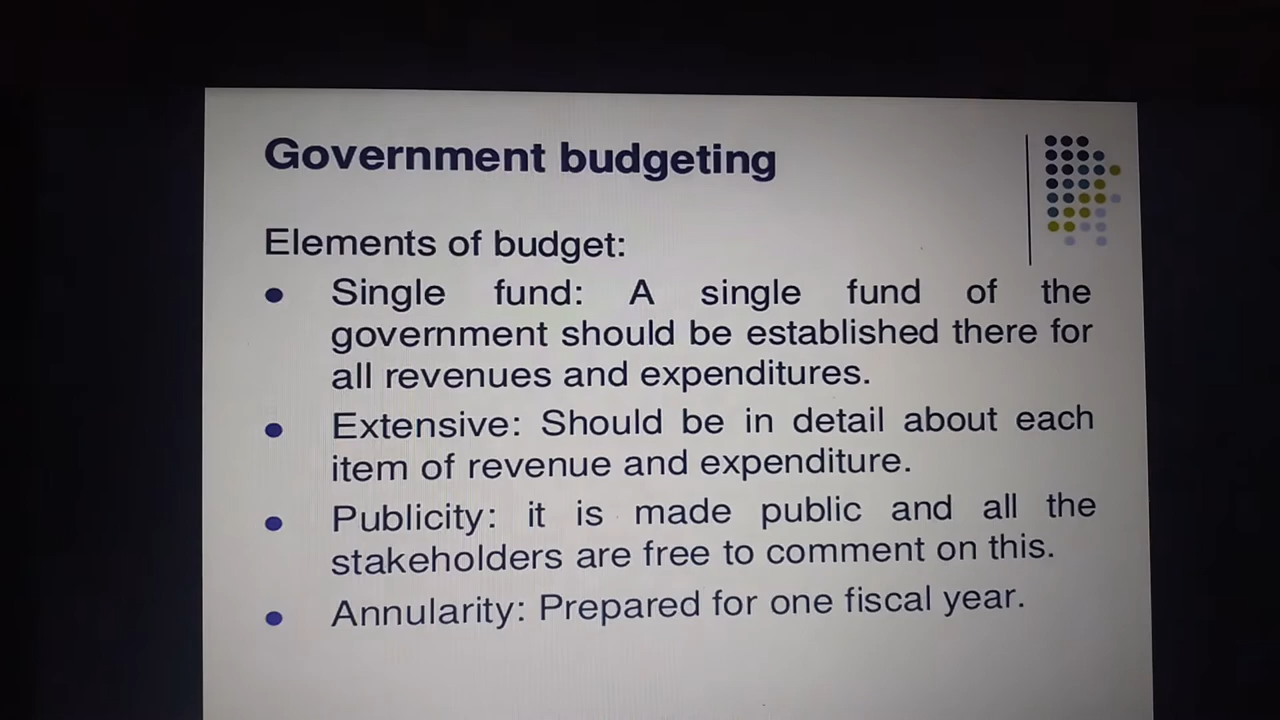 Government budgeting
Elements of budget:
• Single fund: A single fund of the
government should be established there for
all revenues and expenditures.
• Extensive: Should be in detail about each
item of revenue and expenditure.
• Publicity: it is made public and all the
stakeholders are free to comment on this.
• Annularity: Prepared for one fiscal year.